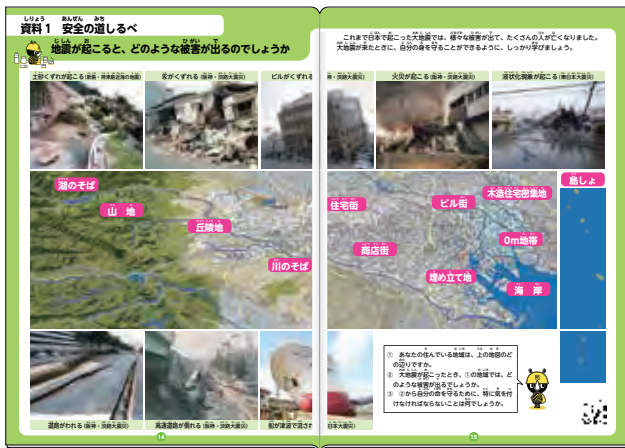 資料1 安全の道しるべ
地震が起こると、どのような被害が出るのでしょうか
これまで日本で起こった大地震では、様々な被害が出て、たくさんの人が亡くなりました。
大地震が来たときに、自分の身を守ることができるように、しっかり学びましょう。
家がくずれる(阪神・淡路大震災)
ビルがくずれる
火災が起こる(阪神・淡路大震災)
液状化現象が起こる(東日本大震災)
湖のそば
山 地
丘陵地
川のそば
住宅街
商店街
ビル街
木造住宅密集地
0m地帯
埋め立て地
海 岸
島しょ
道路がわれる(阪神・淡路大震災)
高速道路が倒れる(阪神・淡路大震災)
船が津波で流され
日本大震災)
① あなたの住んでいる地域は、上の地図のど
の辺りですか。
② 大地震が起こったとき、①の地域では、ど
のような被害が出るでしょうか。
③ ②から自分の命を守るために、特に気を付
けなければならないことは何でしょうか。
14
15